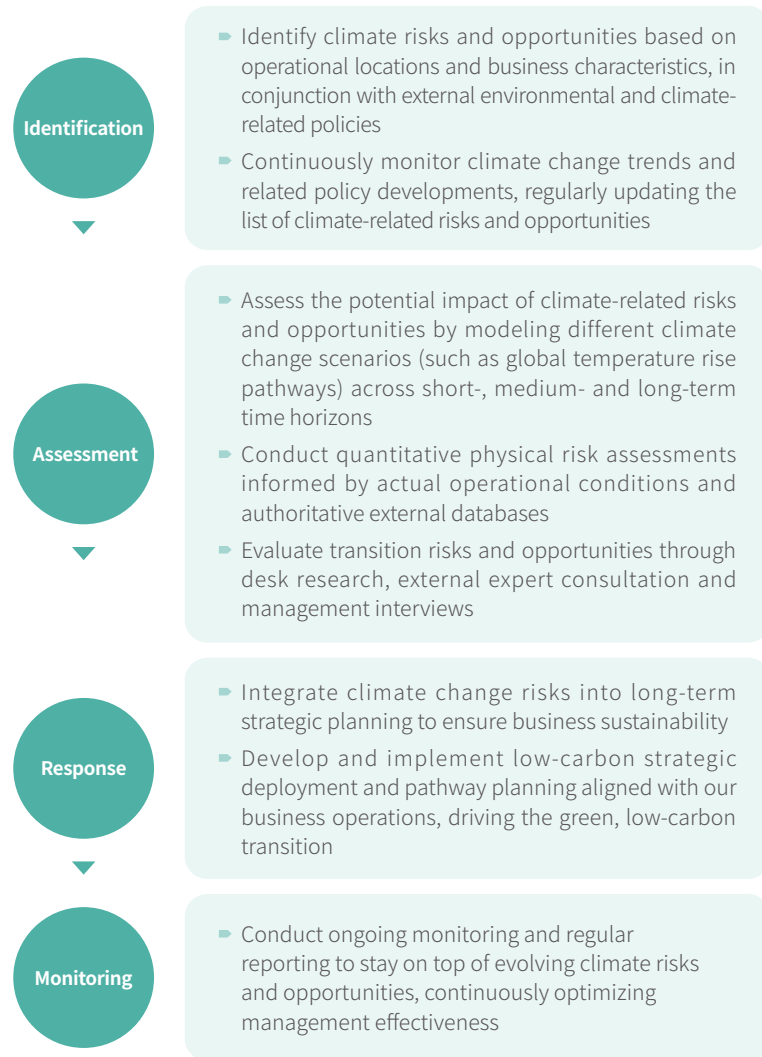 Identification
Identify climate risks and opportunities based on
operational locations and business characteristics, in
conjunction with external environmental and climate-
related policies
Continuously monitor climate change trends and
related policy developments, regularly updating the
list of climate-related risks and opportunities
Assessment
Assess the potential impact of climate-related risks
and opportunities by modeling different climate
change scenarios (such as global temperature rise
pathways) across short-, medium- and long-term
time horizons
Conduct quantitative physical risk assessments
informed by actual operational conditions and
authoritative external databases
Evaluate transition risks and opportunities through
desk research, external expert consultation and
management interviews
Response
Integrate climate change risks into long-term
strategic planning to ensure business sustainability
Develop and implement low-carbon strategic
deployment and pathway planning aligned with our
business operations, driving the green, low-carbon
transition
Monitoring
Conduct ongoing monitoring and regular
reporting to stay on top of evolving climate risks
and opportunities, continuously optimizing
management effectiveness